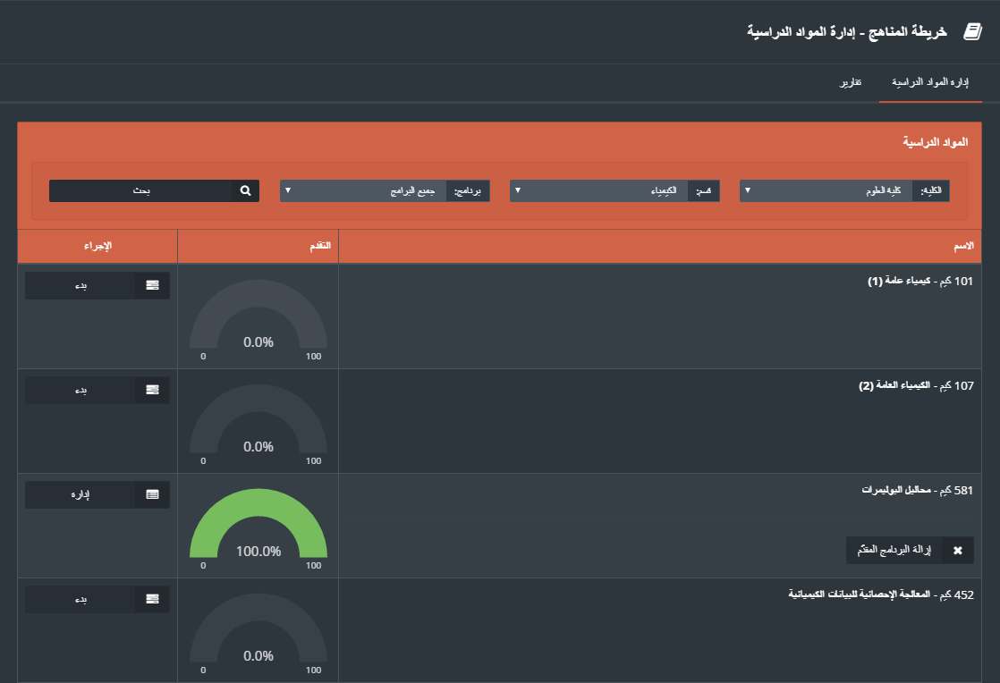 خريطة المناهج - إدارة المواد الدراسية
إدارة المواد الدراسية
تقارير
المواد الدراسية
الكلية: كلية العلوم
قسم: الكيمياء
برنامج: جميع البرامج
بحث
الاسم
التقدم
الإجراء
101 كيم - كيمياء عامة (1)
0.0%
0 100
بدء
107 كيم - الكيمياء العامة (2)
0.0%
0 100
بدء
581 كيم - محاليل البوليمرات
إزالة البرنامج المقدّم
100.0%
0 100
إدارة
452 كيم - المعالجة الإحصائية للبيانات الكيميائية
0.0%
0 100
بدء